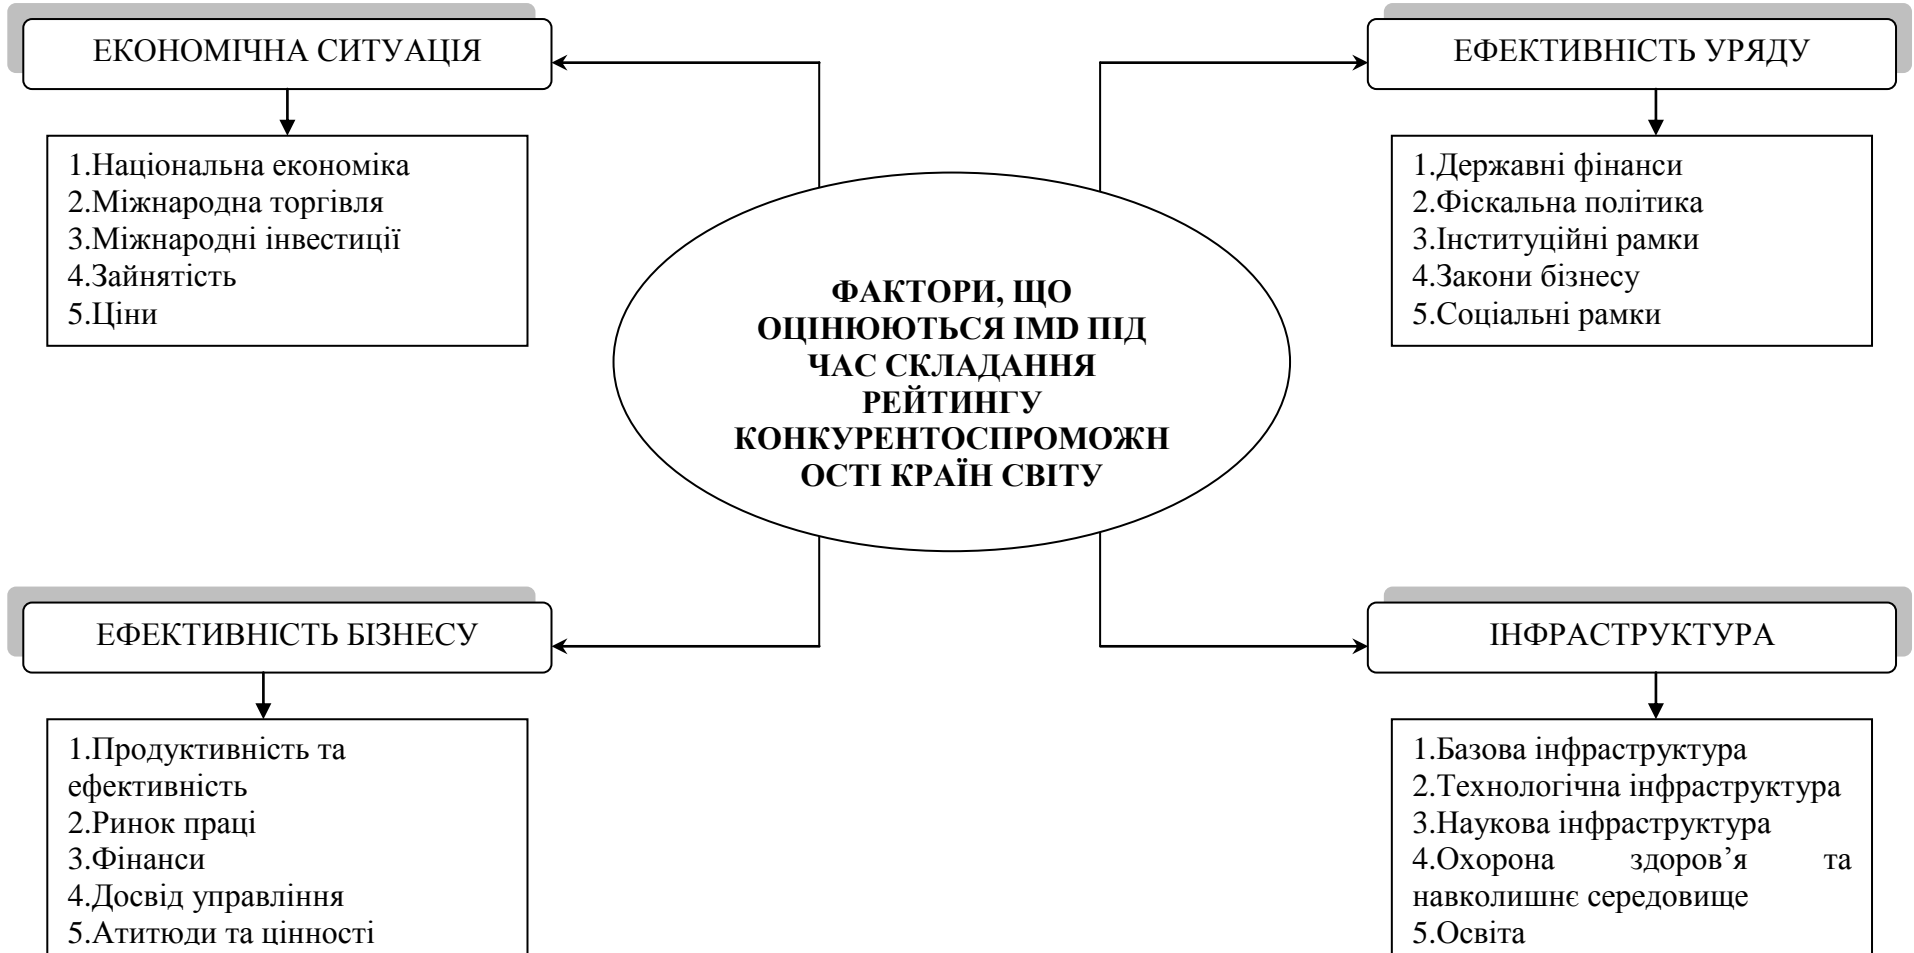 ЕКОНОМІЧНА СИТУАЦІЯ
1.Національна економіка
2.Міжнародна торгівля
3.Міжнародні інвестиції
4.Зайнятість
5.Ціни
ЕФЕКТИВНІСТЬ УРЯДУ
1.Державні фінанси
2.Фіскальна політика
3.Інституційні рамки
4.Закони бізнесу
5.Соціальні рамки
ФАКТОРИ, ЩО
ОЦІНЮЮТЬСЯ IMD ПІД
ЧАС СКЛАДАННЯ
РЕЙТИНГУ
КОНКУРЕНТОСПРОМОЖН
ОСТІ КРАЇН СВІТУ
ЕФЕКТИВНІСТЬ БІЗНЕСУ
1.Продуктивність та
ефективність
2.Ринок праці
3.Фінанси
4.Досвід управління
5.Атитюди та цінності
ІНФРАСТРУКТУРА
1.Базова інфраструктура
2.Технологічна інфраструктура
3.Наукова інфраструктура
4.Охорона здоров’я та
навколишнє середовище
5.Освіта